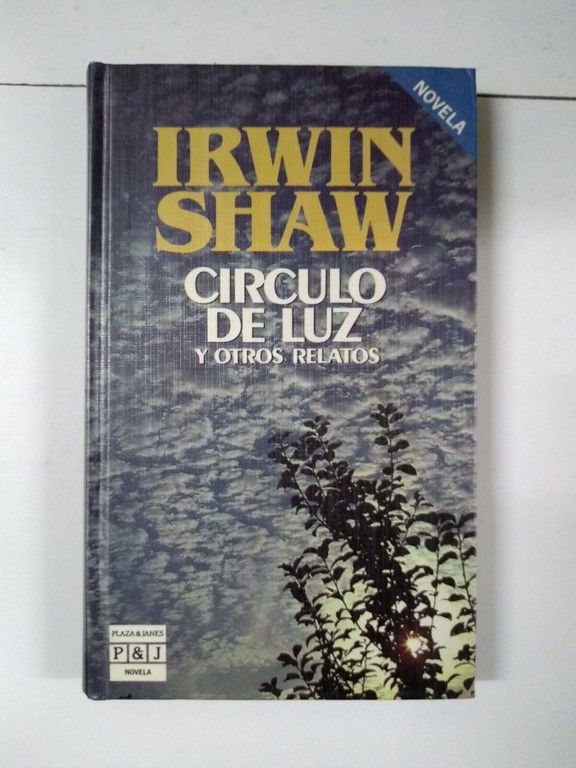 NOVELA
IRWIN
SHAW
CIRCULO
DE LUZ
Y OTROS RELATOS
PLAZA & JANES
P & J
NOVELA